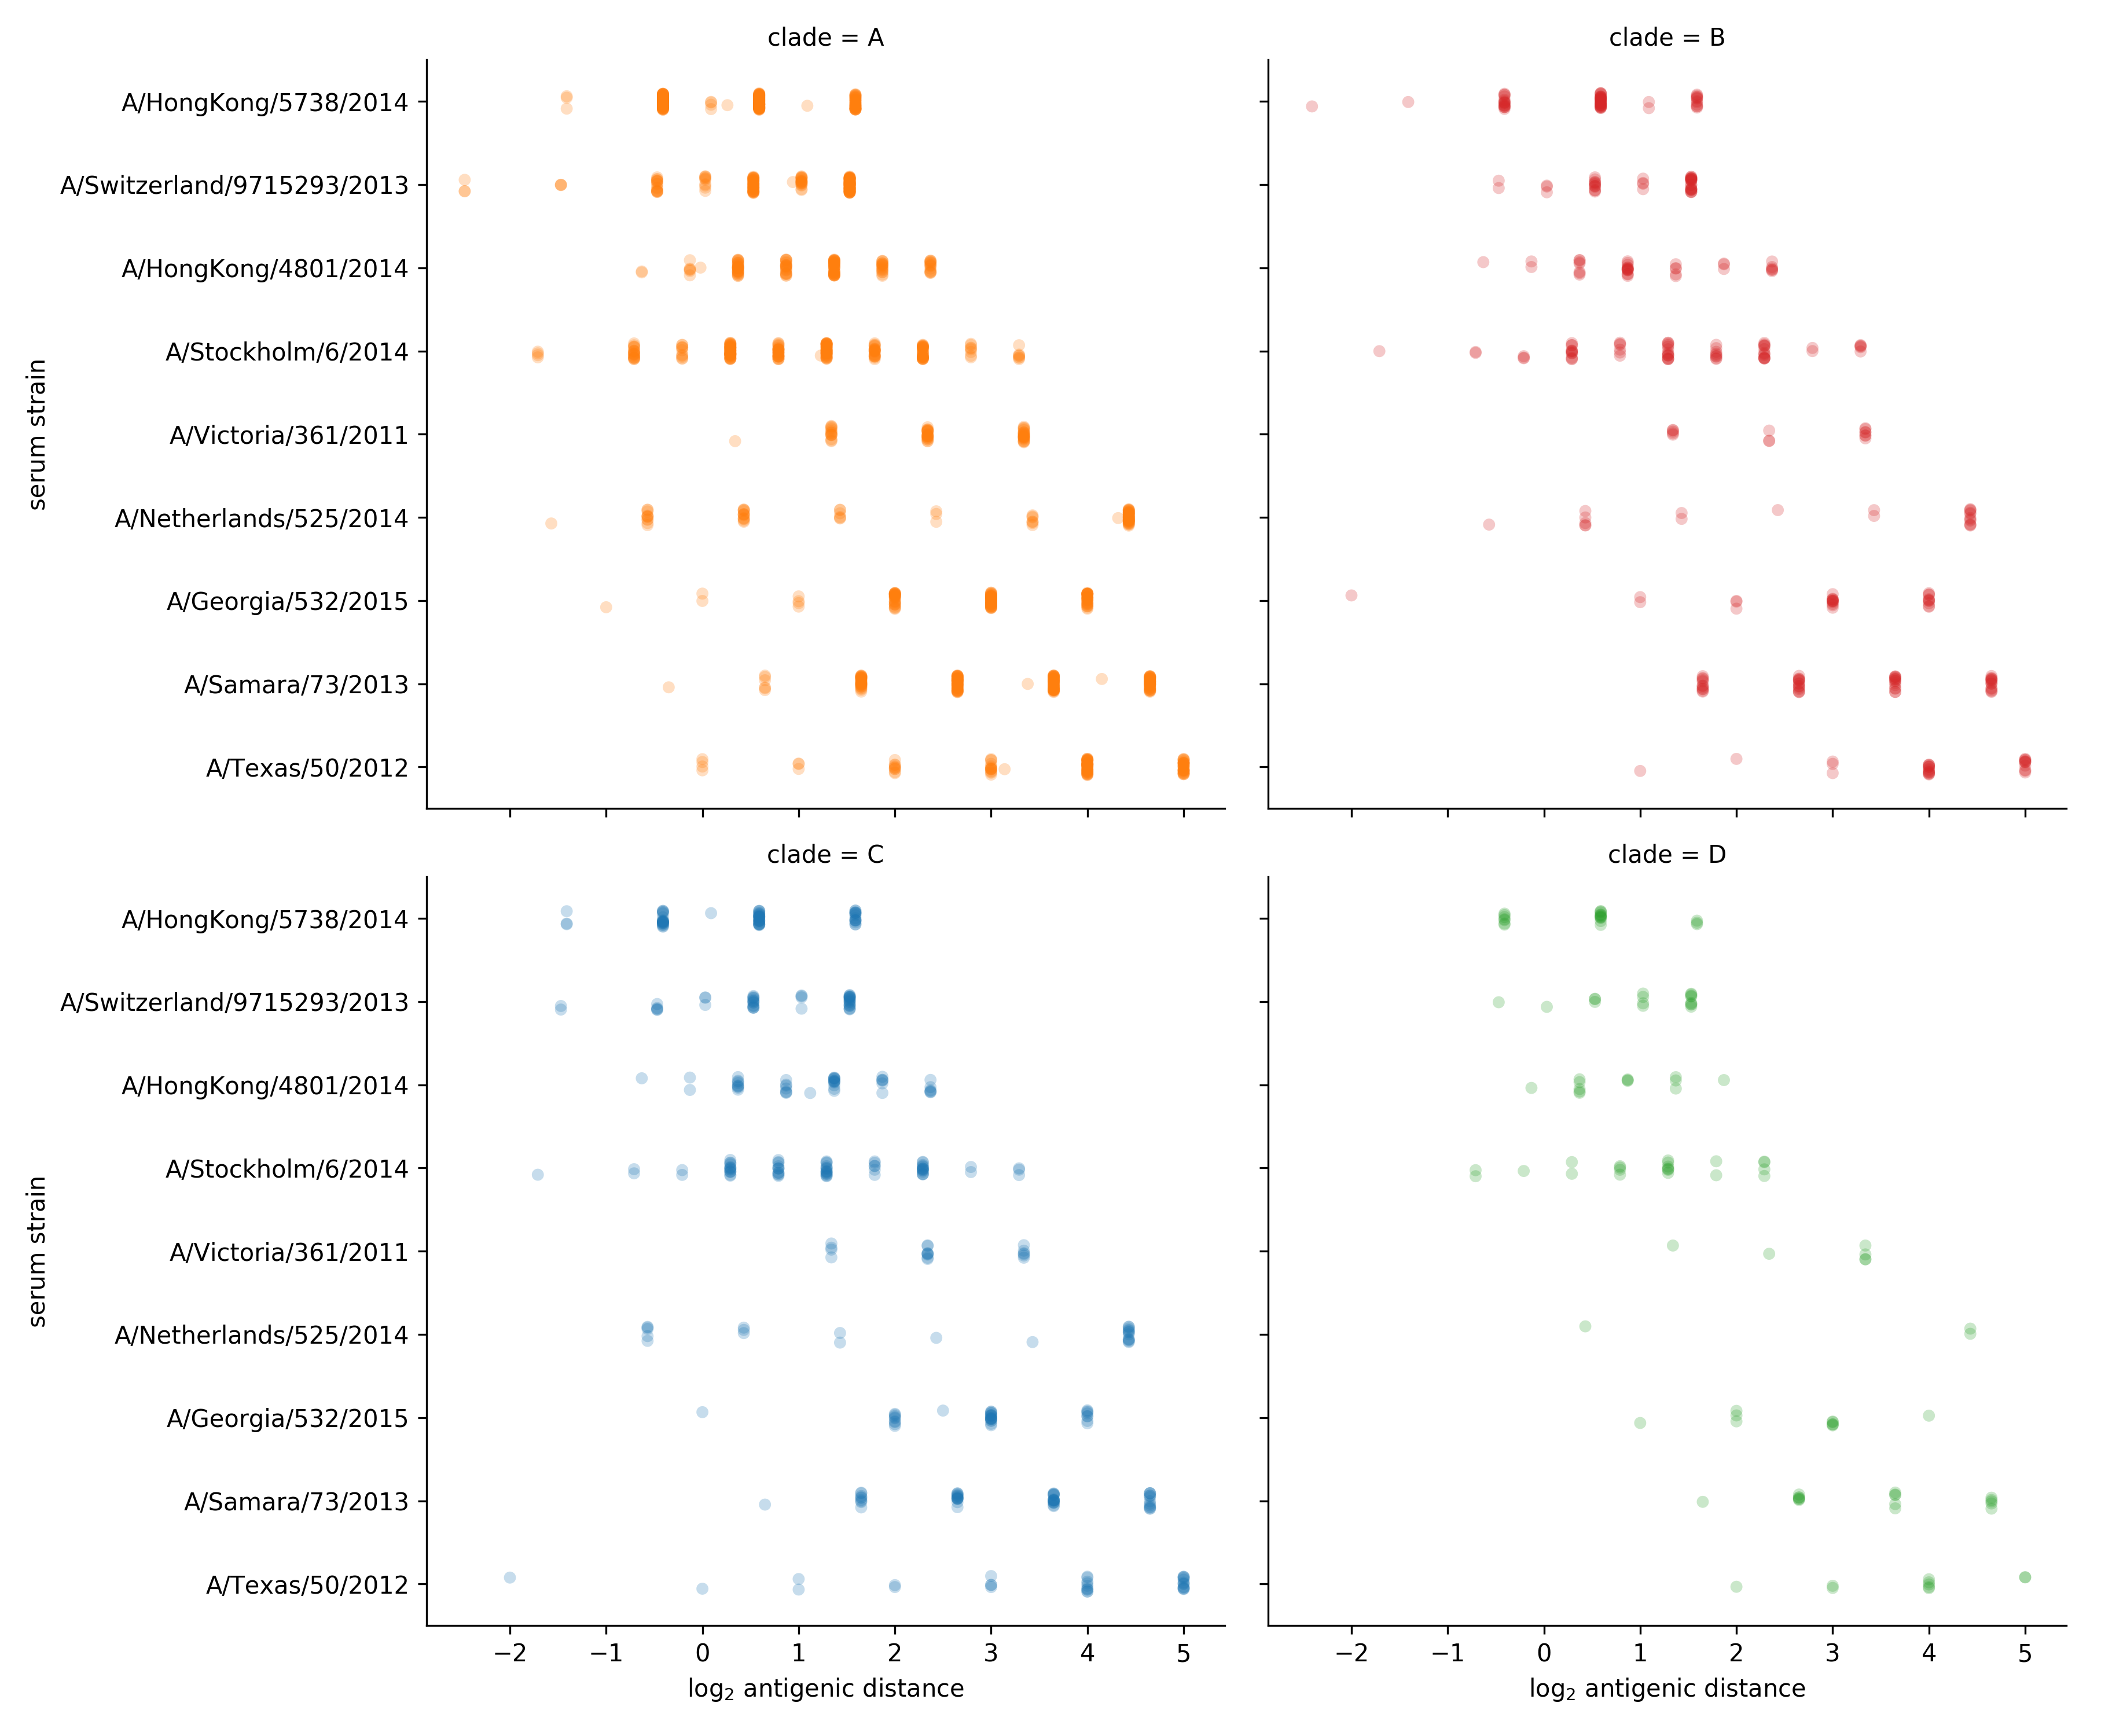 clade = A
clade = B
serum strain
A/HongKong/5738/2014
A/Switzerland/9715293/2013
A/HongKong/4801/2014
A/Stockholm/6/2014
A/Victoria/361/2011
A/Netherlands/525/2014
A/Georgia/532/2015
A/Samara/73/2013
A/Texas/50/2012
clade = C
clade = D
serum strain
A/HongKong/5738/2014
A/Switzerland/9715293/2013
A/HongKong/4801/2014
A/Stockholm/6/2014
A/Victoria/361/2011
A/Netherlands/525/2014
A/Georgia/532/2015
A/Samara/73/2013
A/Texas/50/2012
−2 −1 0 1 2 3 4 5
−2 −1 0 1 2 3 4 5
log₂ antigenic distance
log₂ antigenic distance